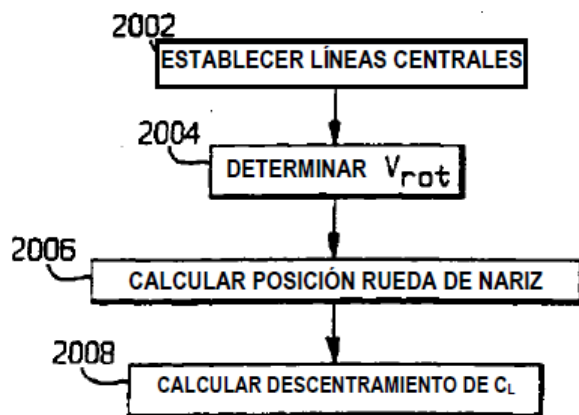 2002
ESTABLECER LÍNEAS CENTRALES
2004
DETERMINAR Vrot
2006
CALCULAR POSICIÓN RUEDA DE NARIZ
2008
CALCULAR DESCENTRAMIENTO DE CL